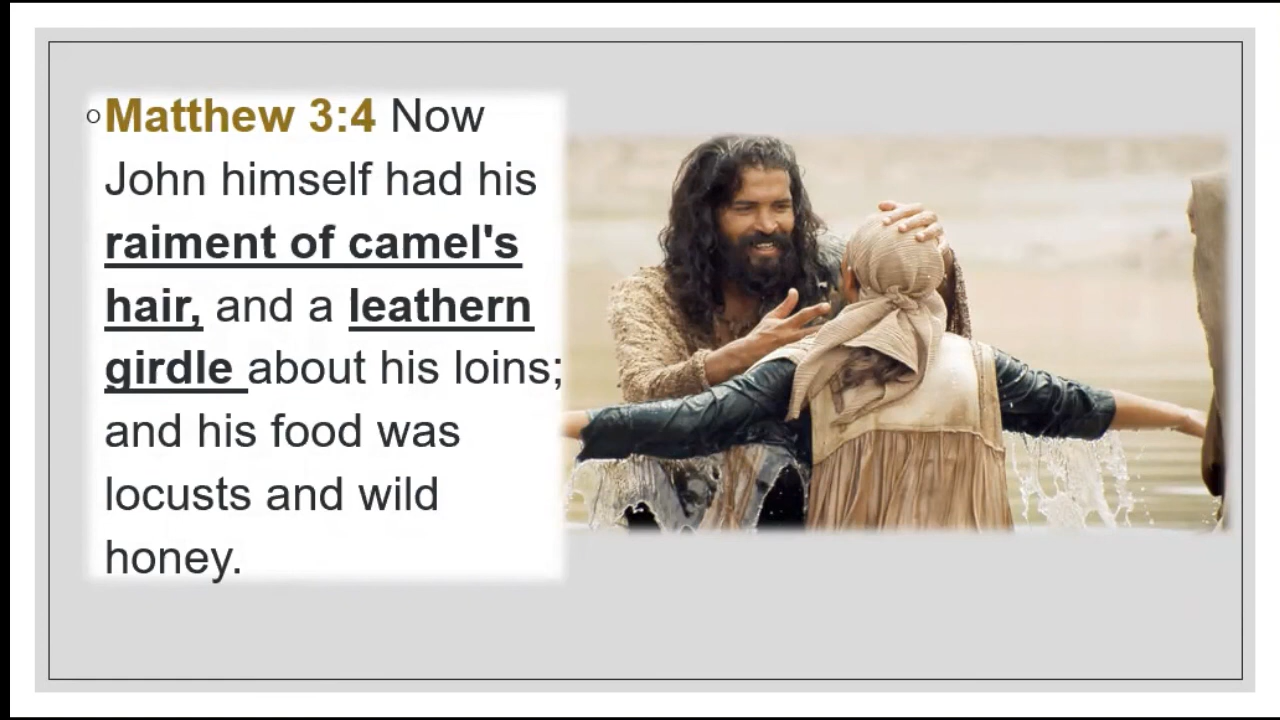 ◦Matthew 3:4 Now
John himself had his
raiment of camel's
hair, and a leathern
girdle about his loins;
and his food was
locusts and wild
honey.